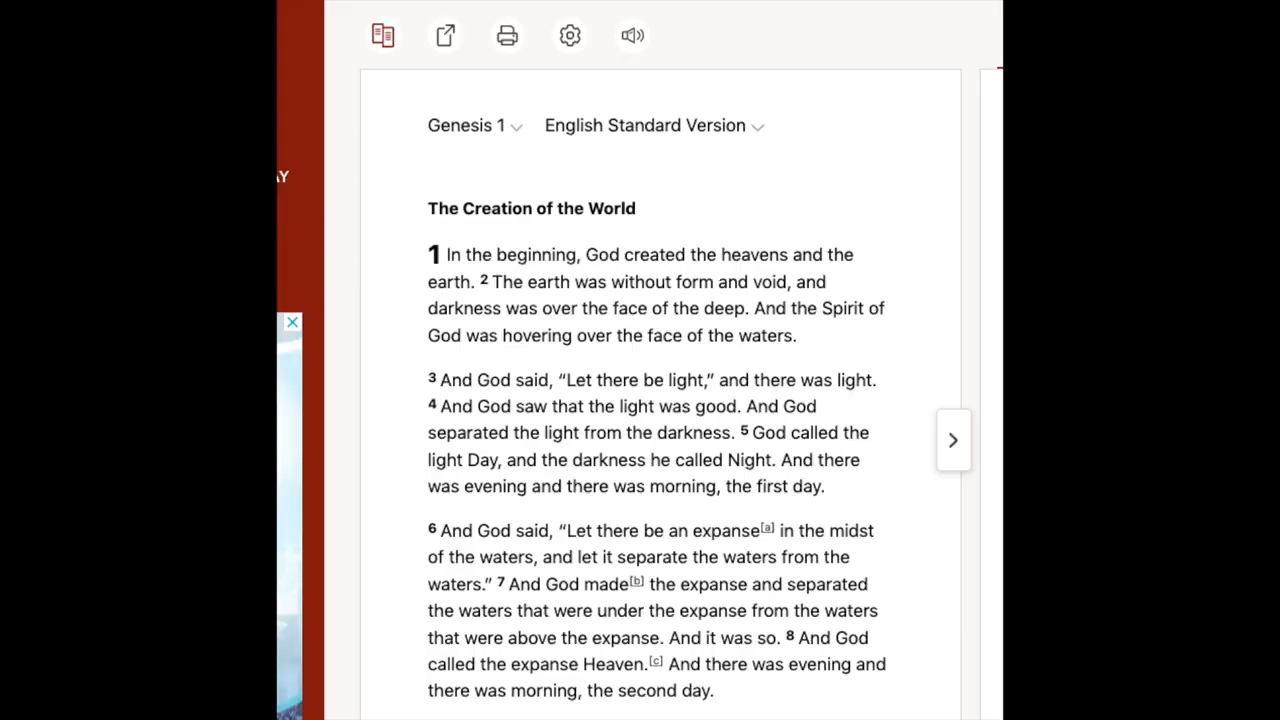 Genesis 1 English Standard Version
AY
The Creation of the World
1 In the beginning, God created the heavens and the
earth. 2 The earth was without form and void, and
darkness was over the face of the deep. And the Spirit of
God was hovering over the face of the waters.
3 And God said, “Let there be light,” and there was light.
4 And God saw that the light was good. And God
separated the light from the darkness. 5 God called the
light Day, and the darkness he called Night. And there
was evening and there was morning, the first day.
6 And God said, “Let there be an expanse[a] in the midst
of the waters, and let it separate the waters from the
waters.” 7 And God made[b] the expanse and separated
the waters that were under the expanse from the waters
that were above the expanse. And it was so. 8 And God
called the expanse Heaven.[c] And there was evening and
there was morning, the second day.